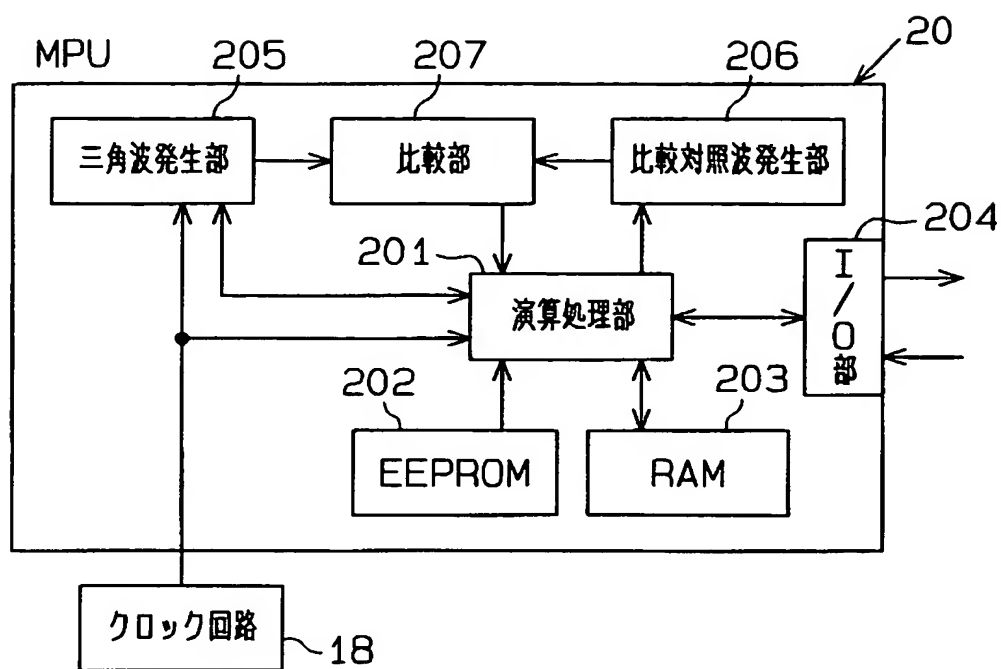 MPU
20
205
207
206
三角波発生部
比較部
比較対照波発生部
204
201
I/O部
演算処理部
202
203
EEPROM
RAM
クロック回路
18